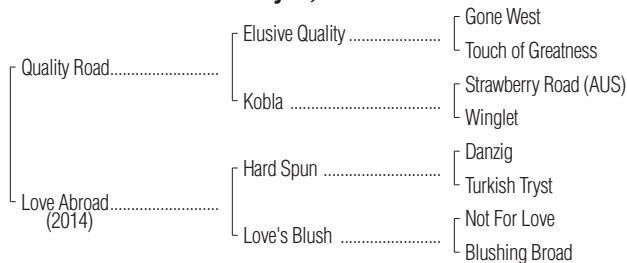 Gone West
Elusive Quality ....................
Touch of Greatness
Quality Road........................
Strawberry Road (AUS)
Kobla .................................
Winglet
Danzig
Hard Spun .........................
Turkish Tryst
Love Abroad........................
(2014)
Not For Love
Love's Blush ......................
Blushing Broad